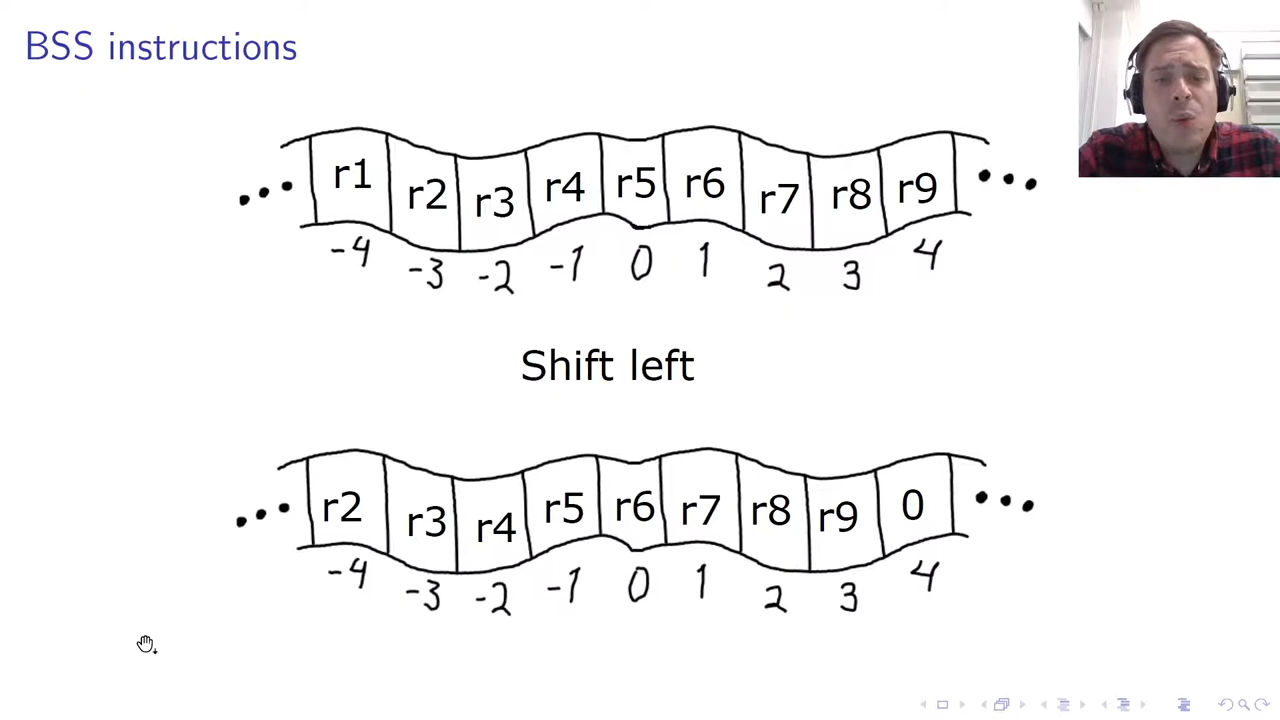 BSS instructions
r1 r2 r3 r4 r5 r6 r7 r8 r9
-4 -3 -2 -1 0 1 2 3 4
Shift left
r2 r3 r4 r5 r6 r7 r8 r9 0
-4 -3 -2 -1 0 1 2 3 4